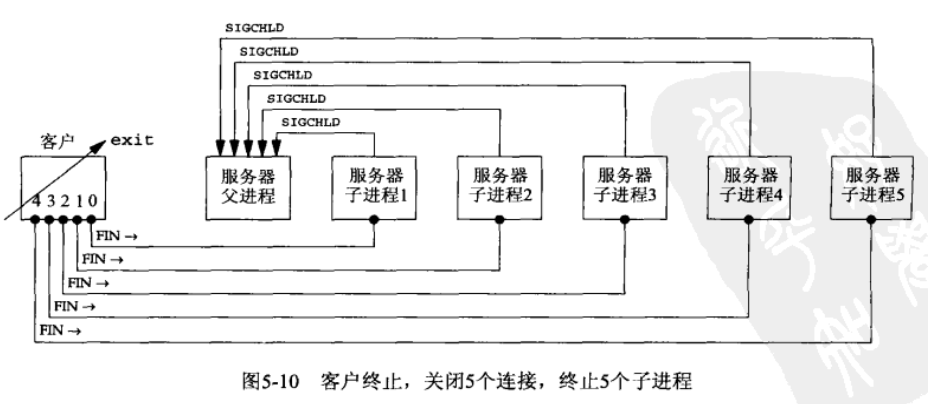 SIGCHLD
SIGCHLD
SIGCHLD
SIGCHLD
SIGCHLD
客户
exit
服务器
父进程
服务器
子进程1
服务器
子进程2
服务器
子进程3
服务器
子进程4
服务器
子进程5
4 3 2 1 0
FIN →
FIN →
FIN →
FIN →
FIN →
图5-10 客户终止，关闭5个连接，终止5个子进程